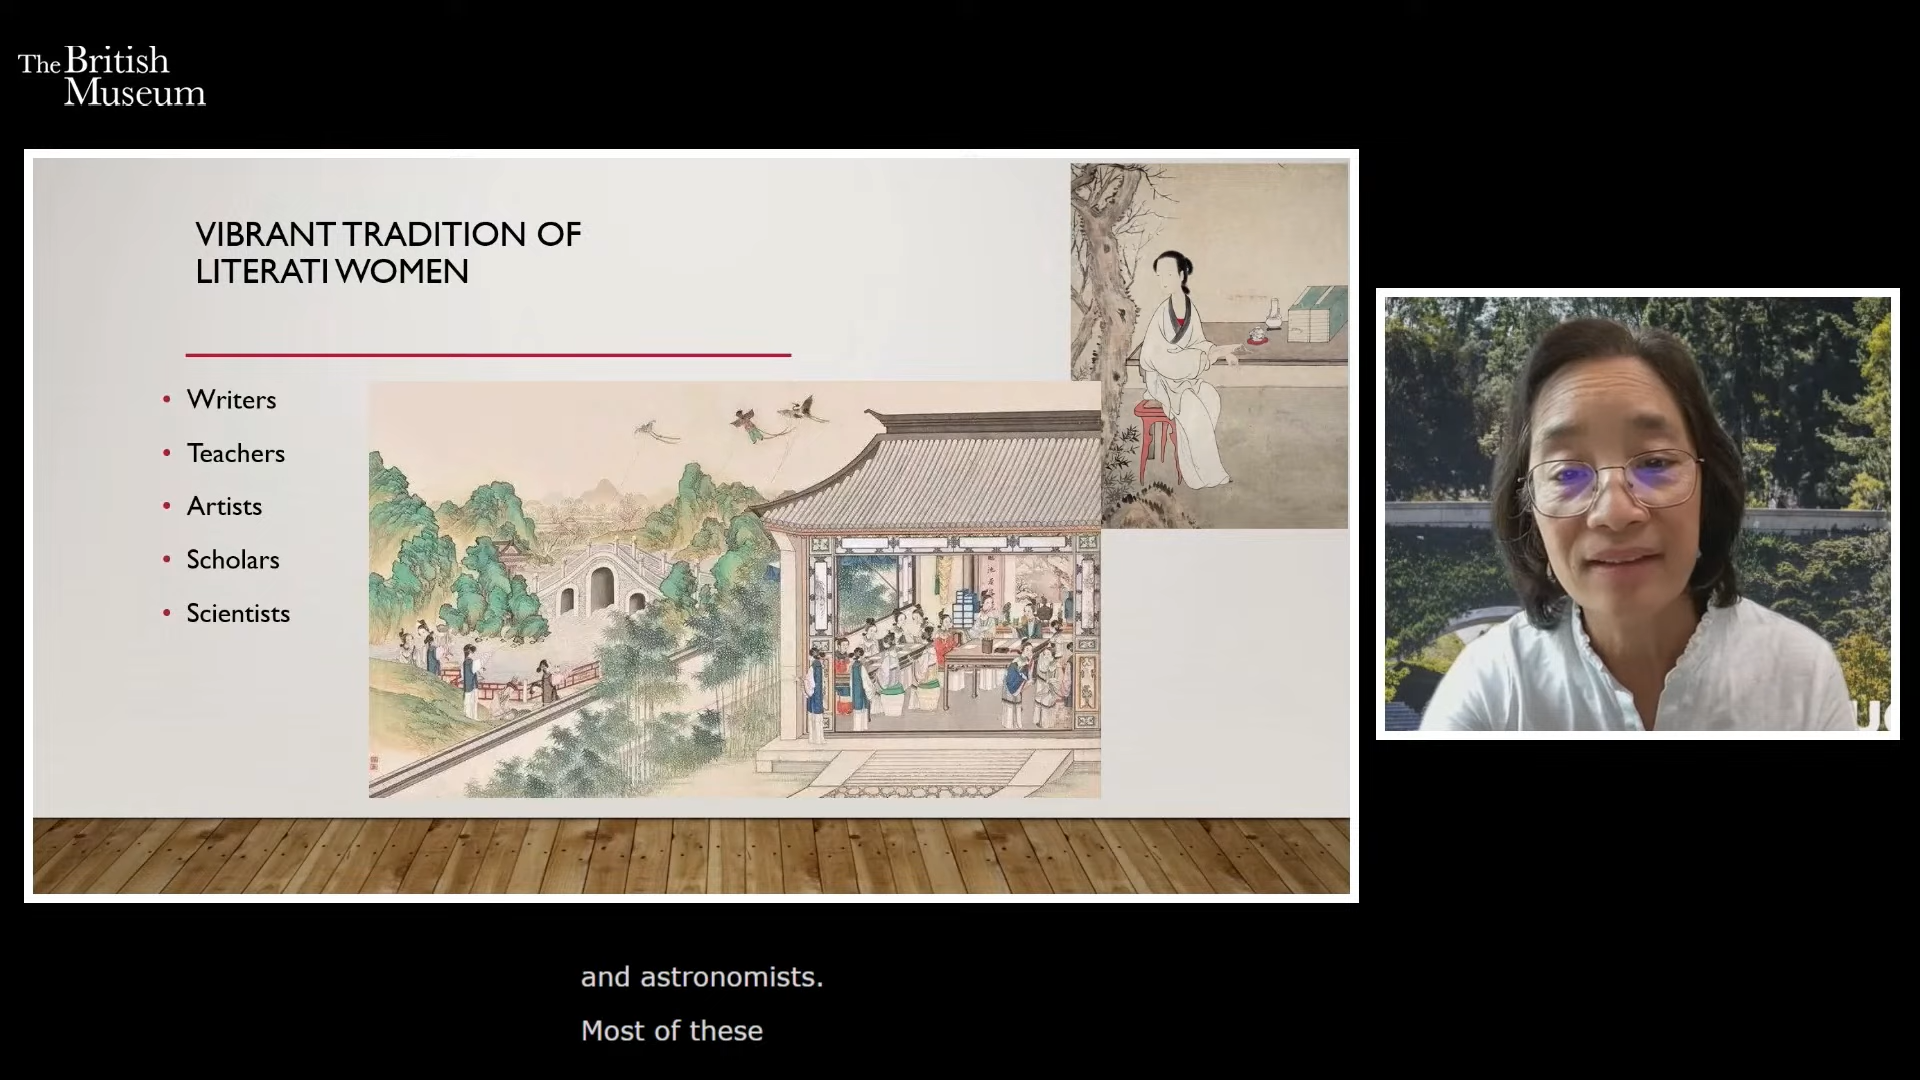 The British
Museum
VIBRANT TRADITION OF
LITERATI WOMEN
• Writers
• Teachers
• Artists
• Scholars
• Scientists
and astronomists.
Most of these